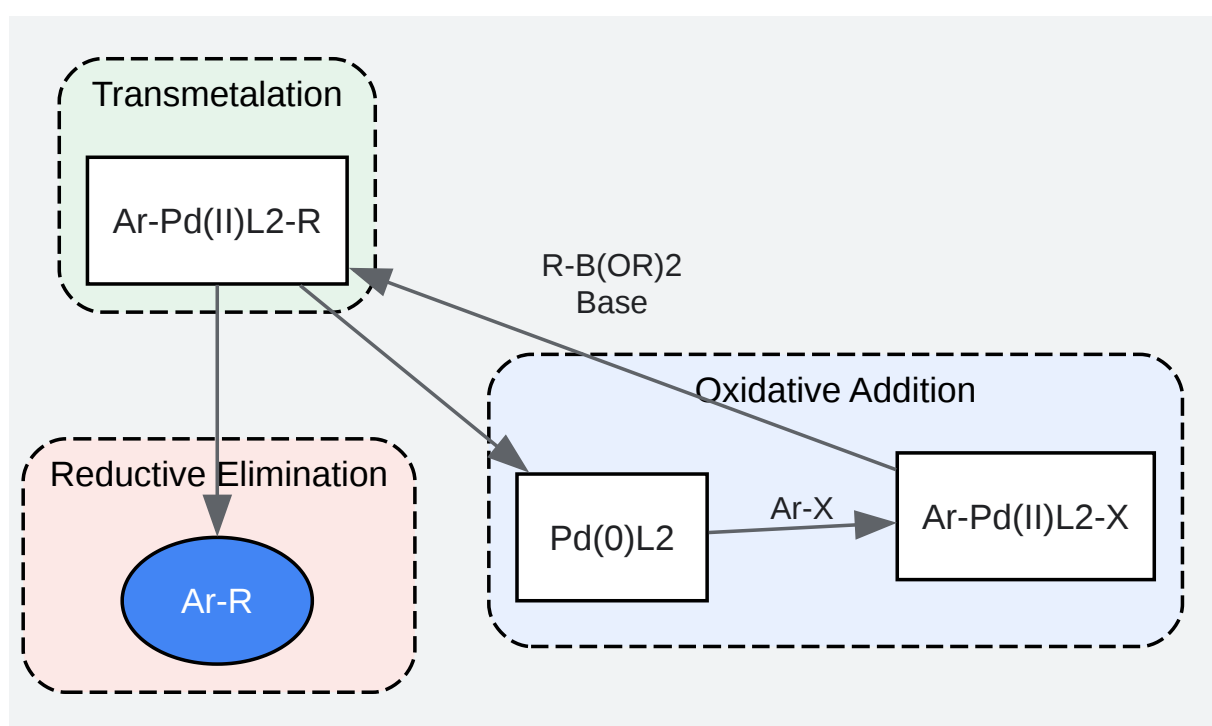 Transmetalation
Ar-Pd(II)L2-R
R-B(OR)2
Base
Oxidative Addition
Reductive Elimination
Ar-X
Ar-Pd(II)L2-X
Pd(0)L2
Ar-R